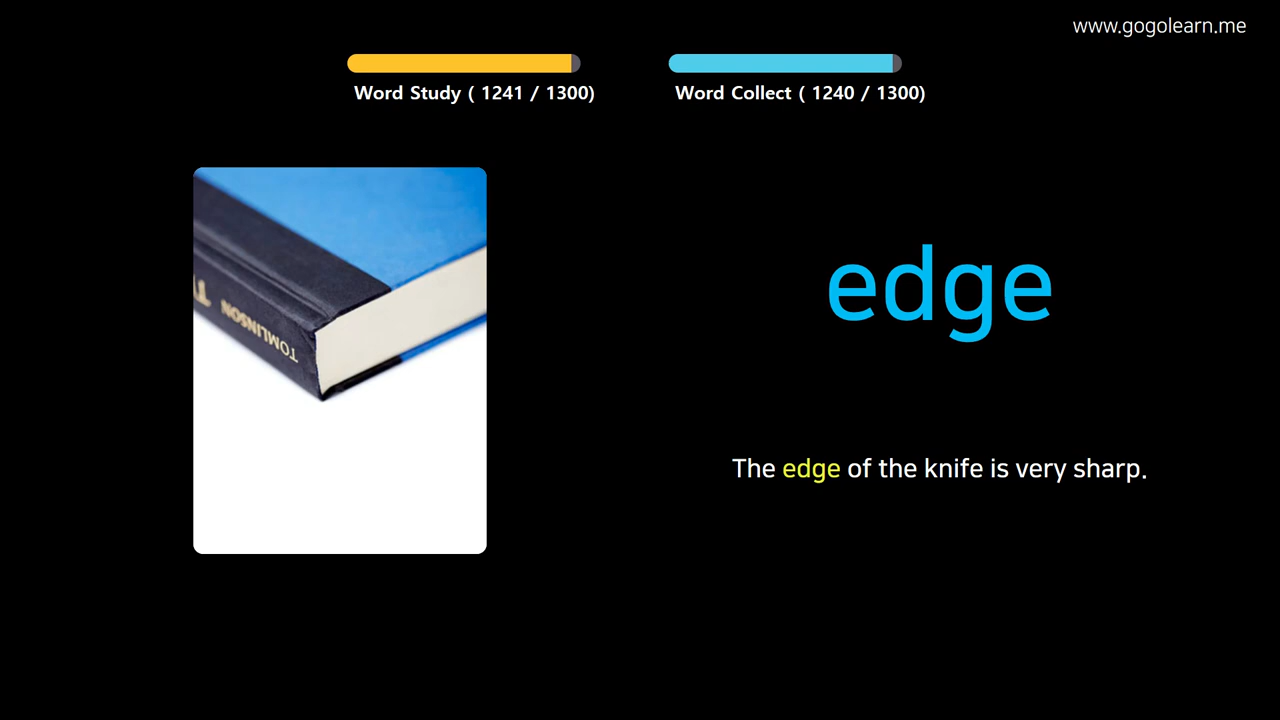 www.gogolearn.me
Word Study ( 1241 / 1300)
Word Collect ( 1240 / 1300)
TOMLINSON
edge
The edge of the knife is very sharp.